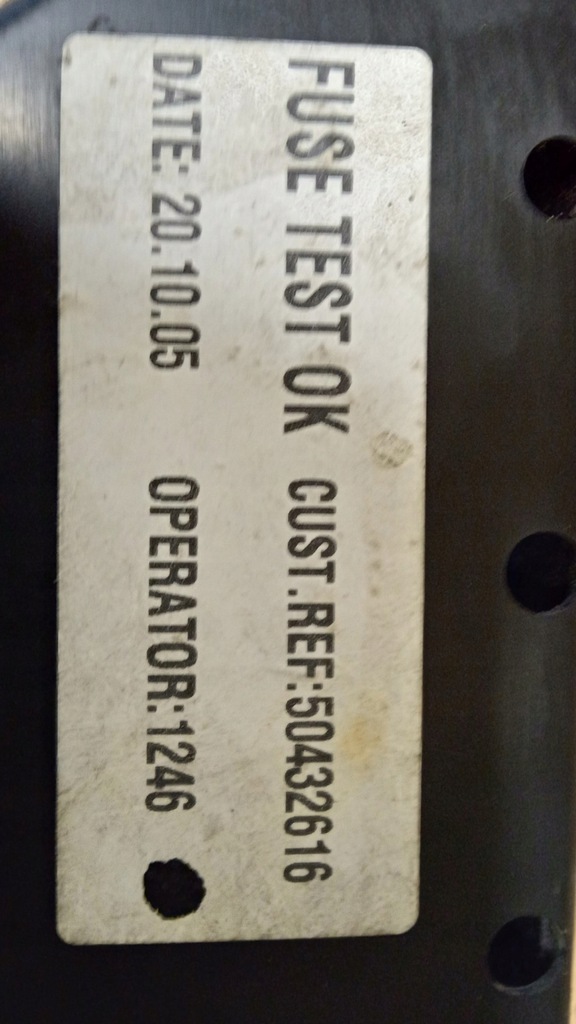 FUSE TEST OK CUST.REF:50432616
DATE: 20.10.05 OPERATOR:1246